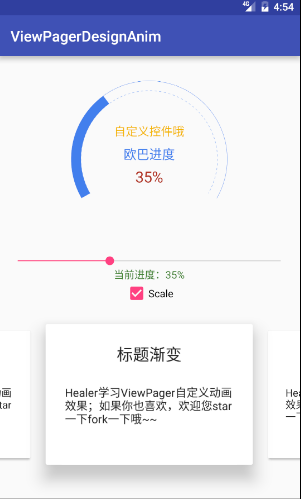 4G 4:54
ViewPagerDesignAnim
自定义控件哦
欧巴进度
35%
当前进度：35%
Scale
标题渐变
Healer学习ViewPager自定义动画
效果；如果你也喜欢，欢迎您star
一下fork一下哦~~
义动画
star
Hea
效果
一下